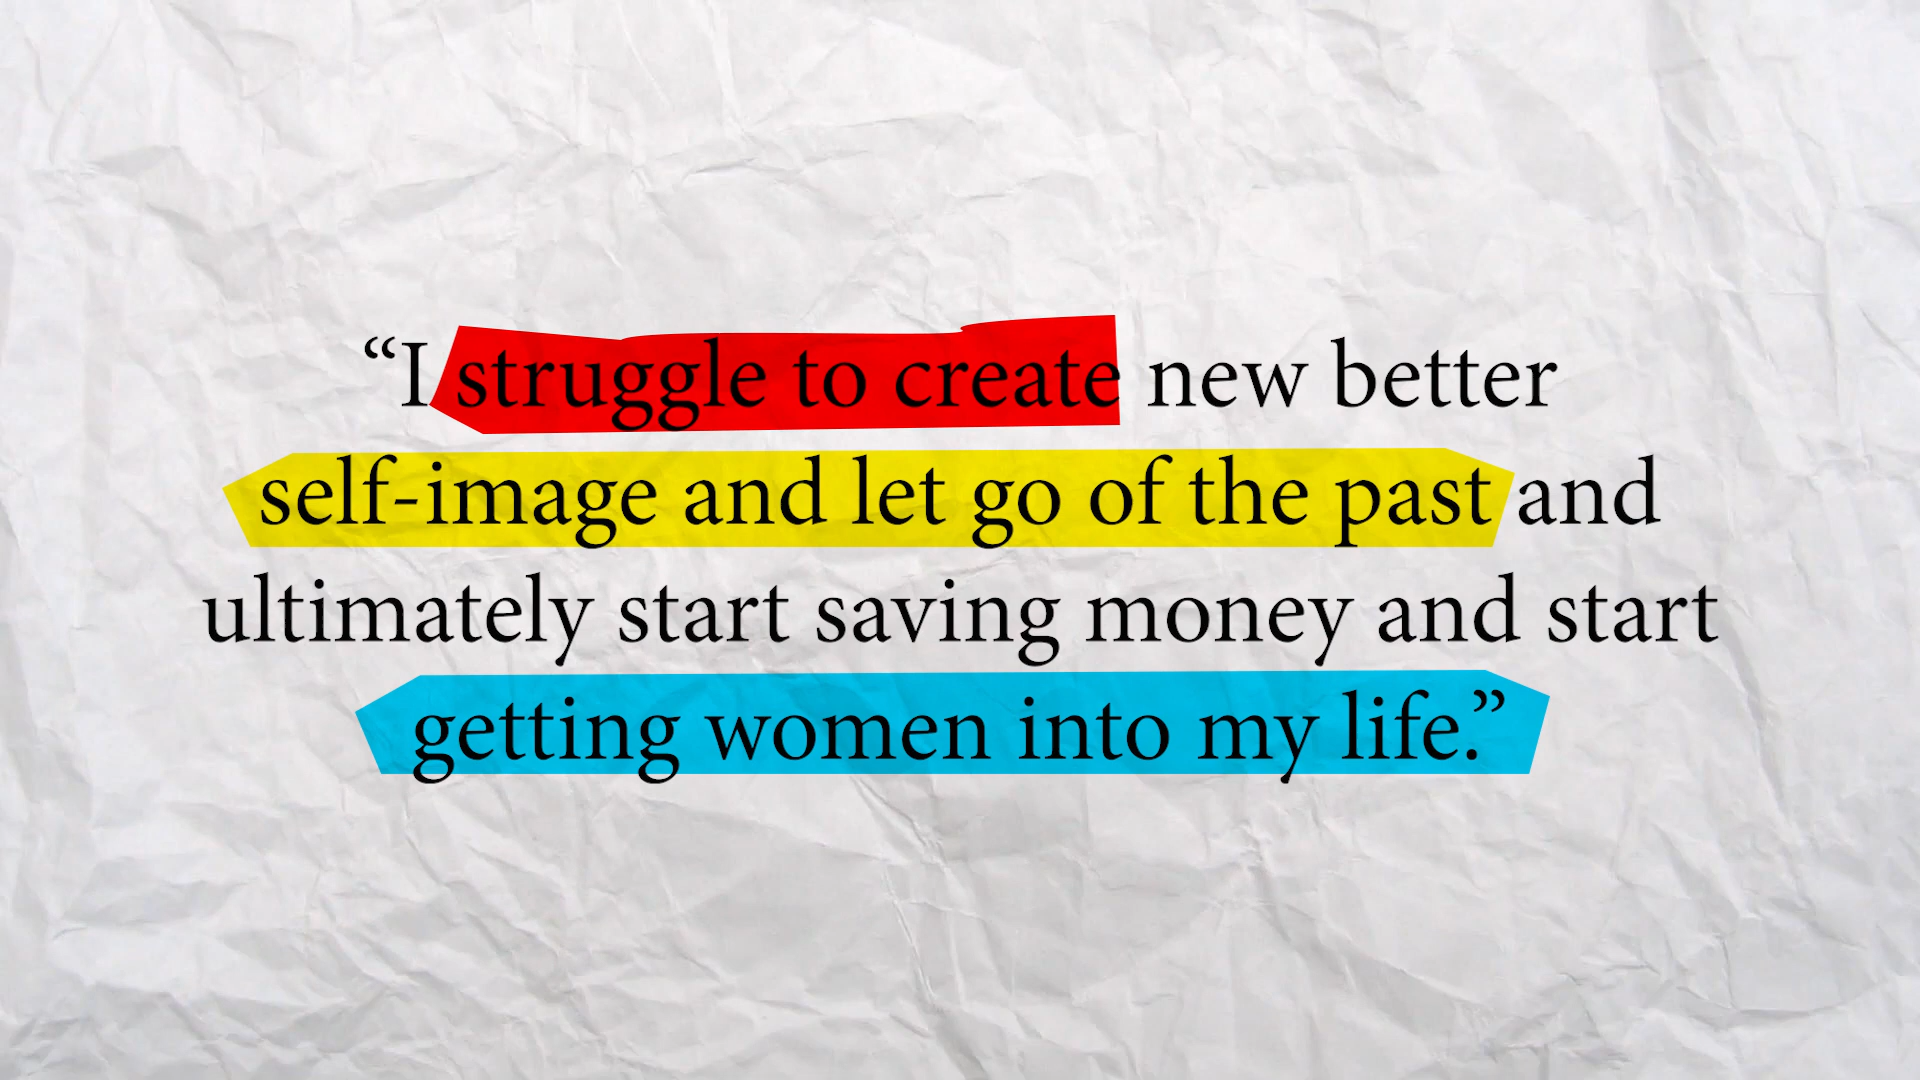 “I struggle to create new better
self-image and let go of the past and
ultimately start saving money and start
getting women into my life.”